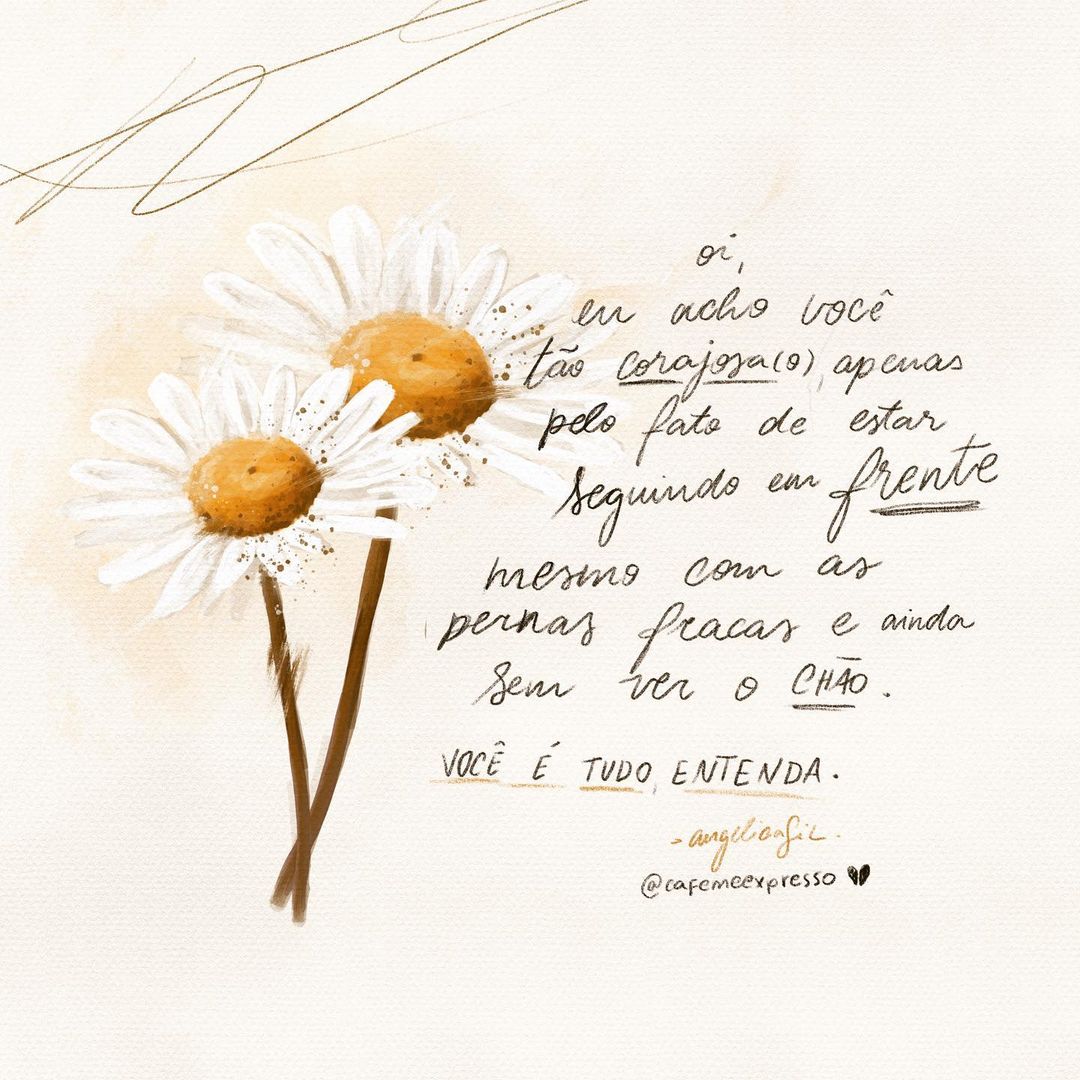 oi,
eu acho você
tão corajosa(o), apenas
pelo fato de estar
seguindo em frente
mesmo com as
pernas fracas e ainda
sem ver o CHÃO.
VOCÊ É TUDO, ENTENDA.
- angelicagil.
@cafemeexpresso